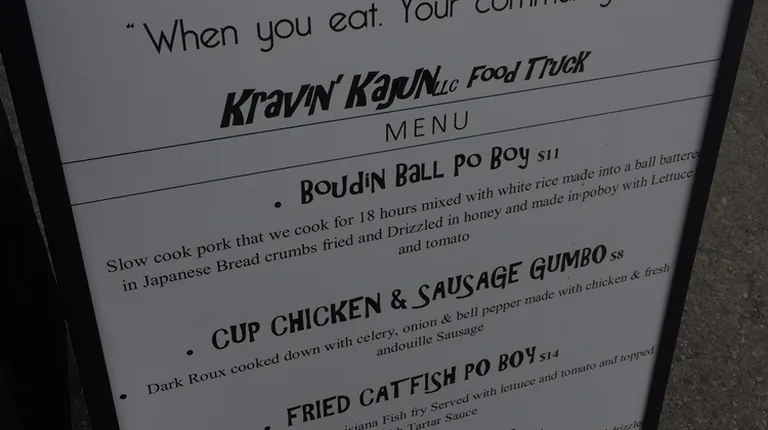 "When you eat. Your
Kravin' Kajun LLC Food Truck
MENU
• Boudin Ball Po Boy $11
Slow cook pork that we cook for 18 hours mixed with white rice made into a ball battered
in Japanese Bread crumbs fried and Drizzled in honey and made in poboy with Lettuce
and tomato
• CUP CHICKEN & SAUSAGE GUMBO $8
• Dark Roux cooked down with celery, onion & bell pepper made with chicken & fresh
andouille Sausage
• FRIED CATFISH PO BOY $14
Fish fry Served with lettuce and tomato and topped
Tartar Sauce